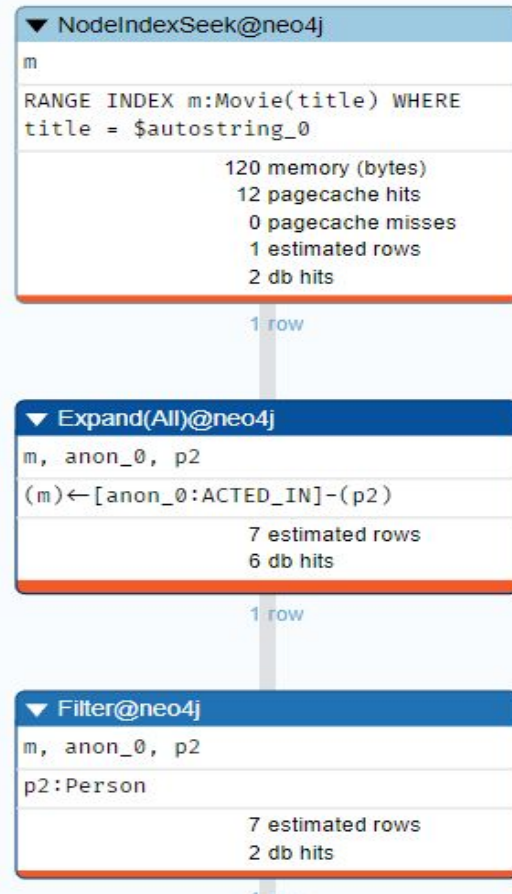 ▼ NodeIndexSeek@neo4j
m
RANGE INDEX m:Movie(title) WHERE
title = $autostring_0
120 memory (bytes)
12 pagecache hits
0 pagecache misses
1 estimated rows
2 db hits
1 row
▼ Expand(All)@neo4j
m, anon_0, p2
(m)←[anon_0:ACTED_IN]-(p2)
7 estimated rows
6 db hits
1 row
▼ Filter@neo4j
m, anon_0, p2
p2:Person
7 estimated rows
2 db hits